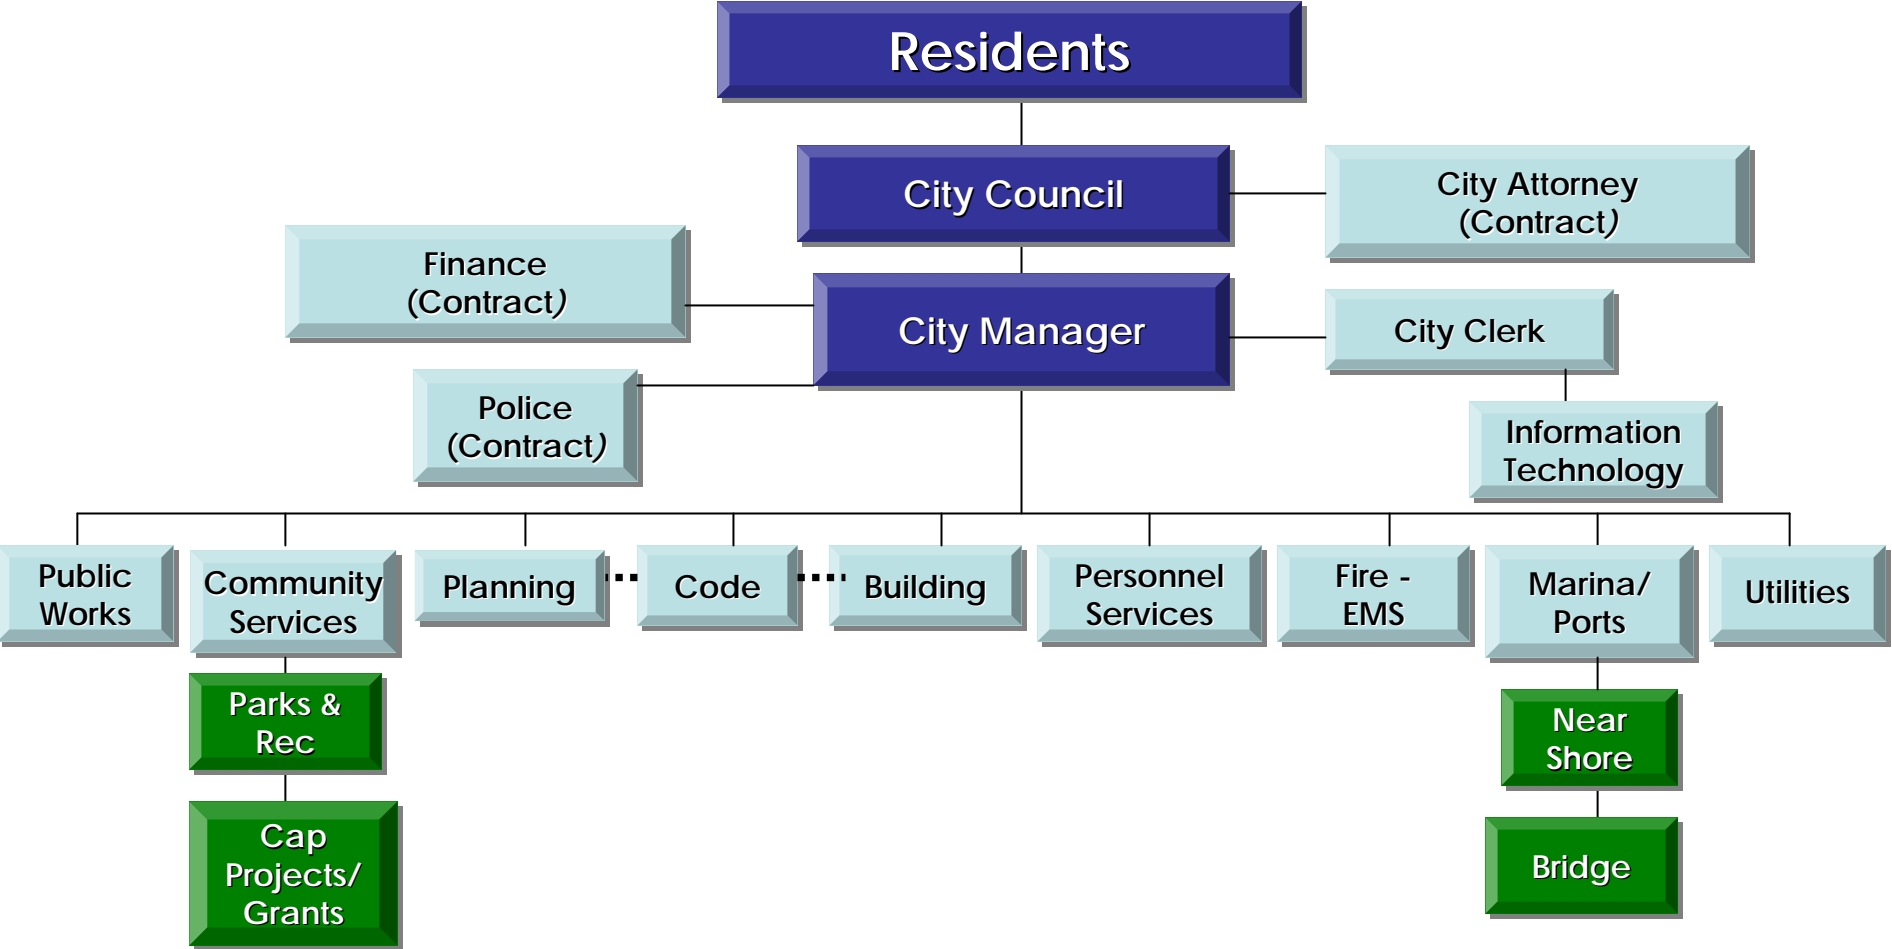 Residents
City Council
City Attorney
(Contract)
Finance
(Contract)
City Manager
City Clerk
Police
(Contract)
Information
Technology
Public
Works
Community
Services
Planning
Code
Building
Personnel
Services
Fire -
EMS
Marina/
Ports
Utilities
Parks &
Rec
Near
Shore
Cap
Projects/
Grants
Bridge